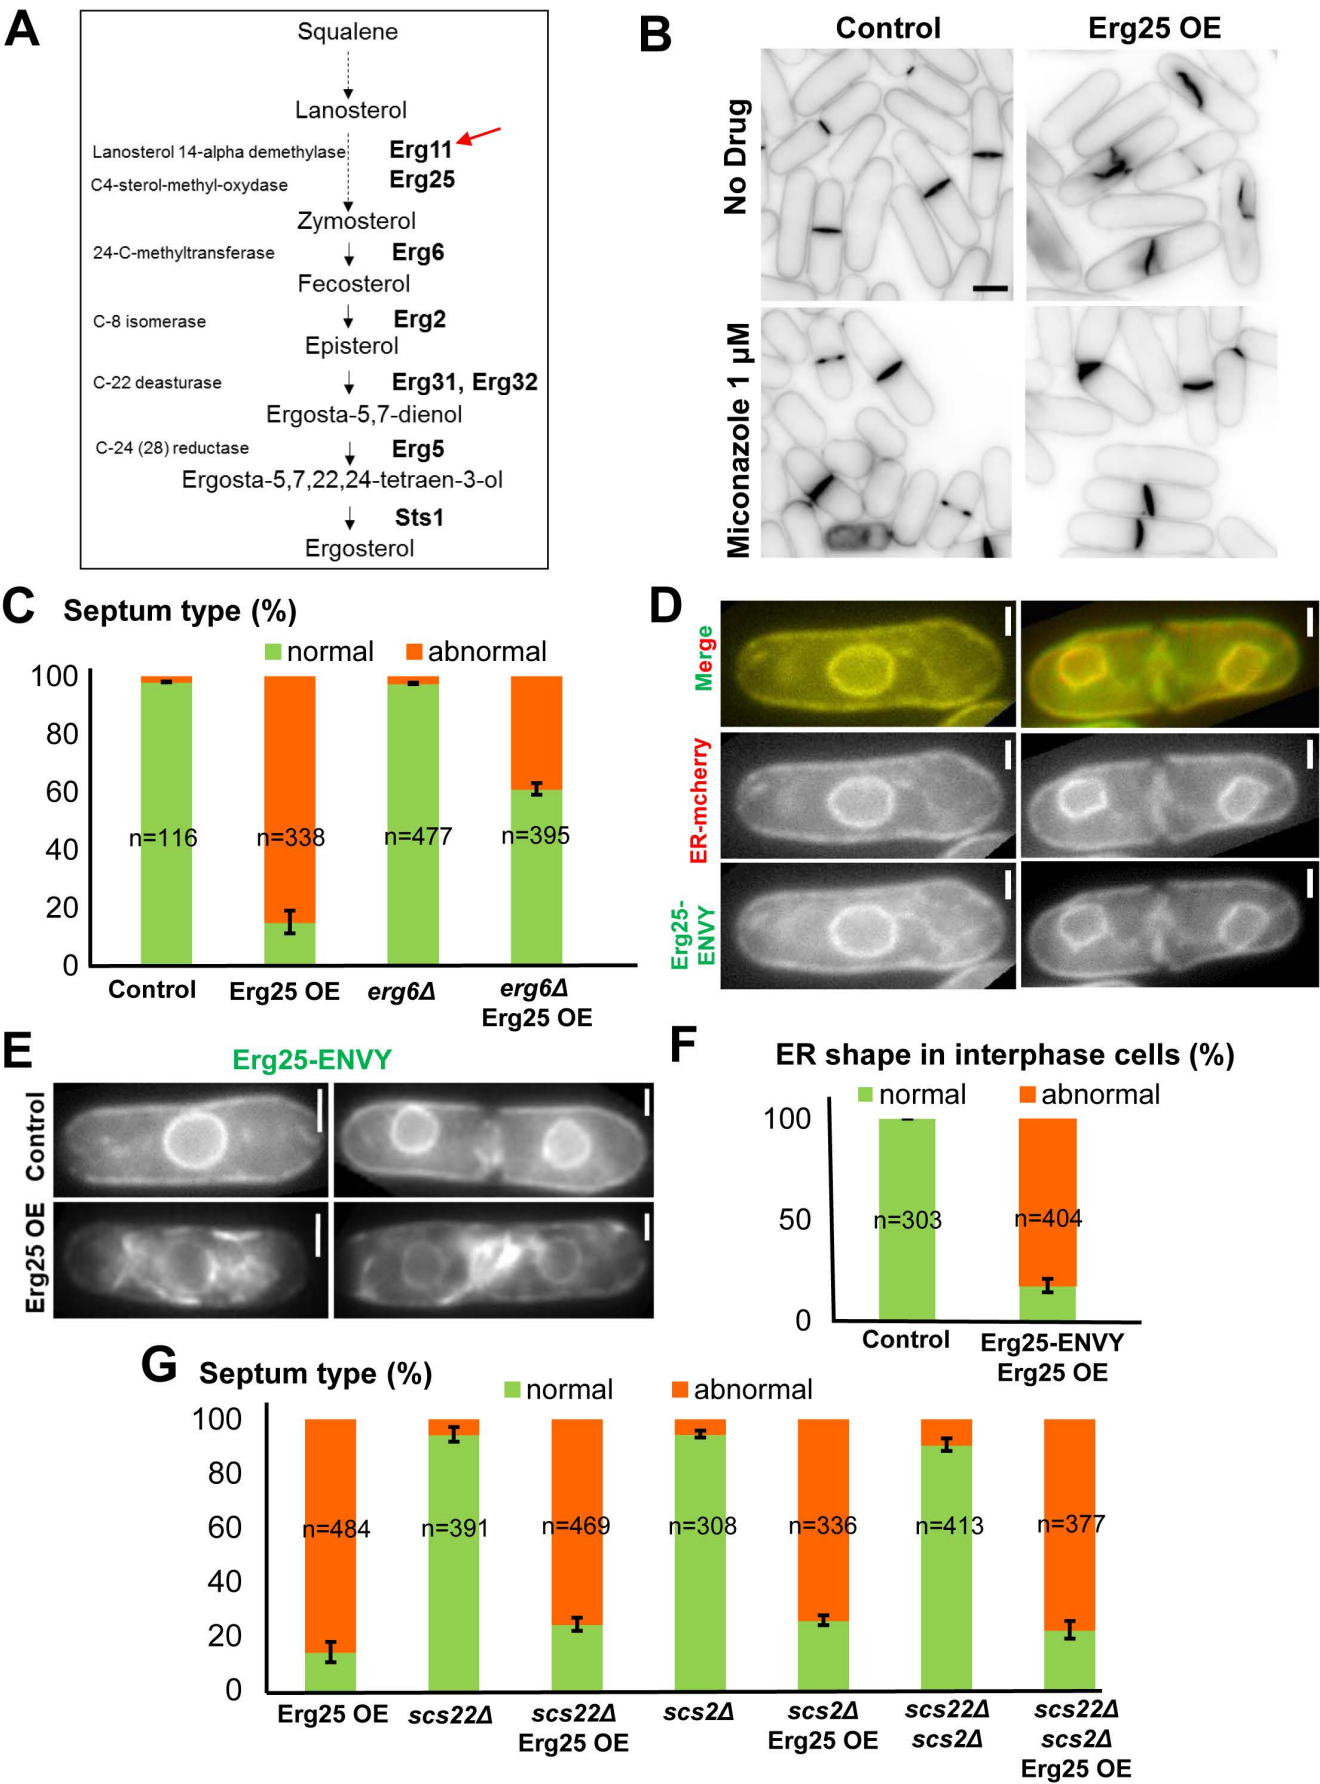 A
Squalene
Lanosterol
Lanosterol 14-alpha demethylase
Erg11
C4-sterol-methyl-oxydase
Erg25
Zymosterol
24-C-methyltransferase
Erg6
Fecosterol
C-8 isomerase
Erg2
Episterol
C-22 deasturase
Erg31, Erg32
Ergosta-5,7-dienol
C-24 (28) reductase
Erg5
Ergosta-5,7,22,24-tetraen-3-ol
Sts1
Ergosterol
B
Control
Erg25 OE
No Drug
Miconazole 1 µM
C
Septum type (%)
normal
abnormal
100
80
60
40
20
0
n=116
n=338
n=477
n=395
Control
Erg25 OE
erg6Δ
erg6Δ
Erg25 OE
D
Merge
ER-mcherry
Erg25-
ENVY
E
Erg25-ENVY
Control
Erg25 OE
F
ER shape in interphase cells (%)
normal
abnormal
100
50
0
n=303
n=404
Control
Erg25-ENVY
Erg25 OE
G
Septum type (%)
normal
abnormal
100
80
60
40
20
0
n=484
n=391
n=469
n=308
n=336
n=413
n=377
Erg25 OE
scs22Δ
scs22Δ
Erg25 OE
scs2Δ
scs2Δ
Erg25 OE
scs22Δ
scs2Δ
scs22Δ
scs2Δ
Erg25 OE